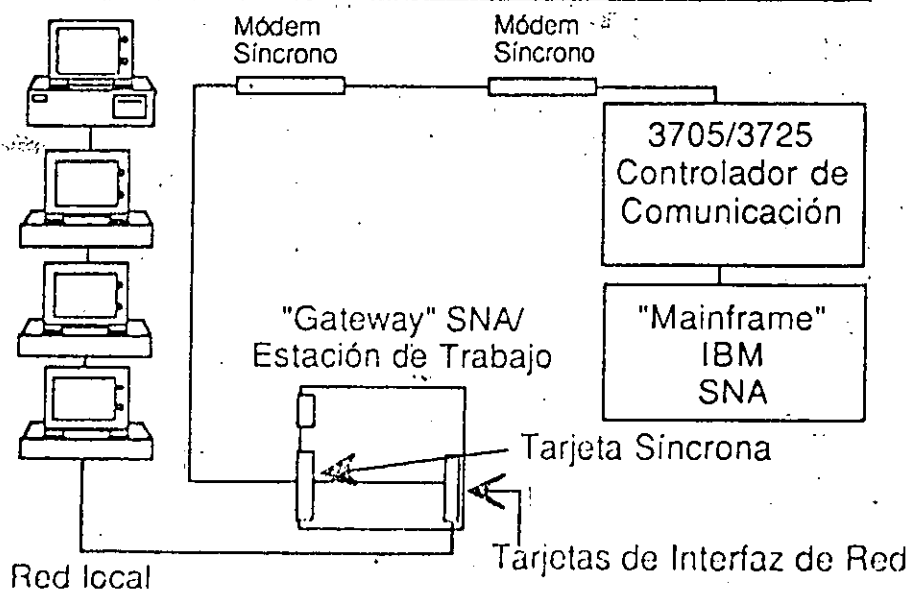 Módem
Síncrono
Módem
Síncrono
3705/3725
Controlador de
Comunicación
"Gateway" SNA/
Estación de Trabajo
"Mainframe"
IBM
SNA
Tarjeta Síncrona
Tarjetas de Interfaz de Red
Red local